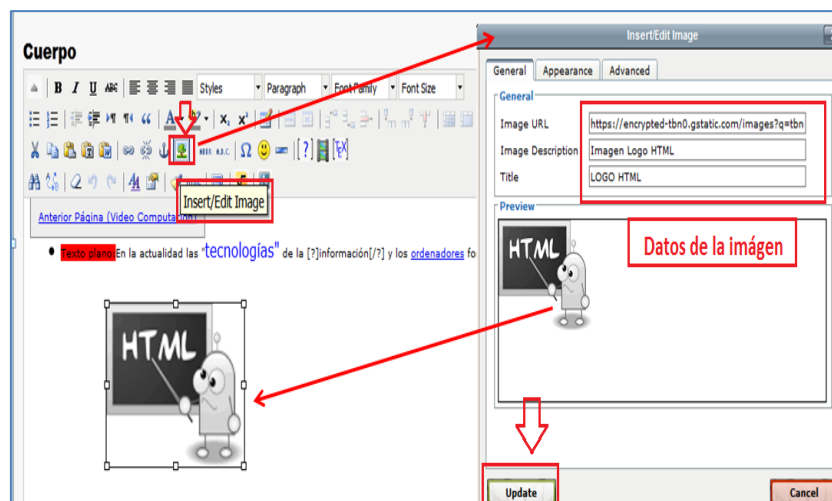 Cuerpo
B I U ABC Styles Paragraph Font Family Font Size
Insert/Edit Image
Anterior Página (Video Computación)
Texto plano: En la actualidad las "tecnologías" de la [?]información[/?] y los ordenadores fo
HTML
Insert/Edit Image
General Appearance Advanced
General
Image URL https://encrypted-tbn0.gstatic.com/images?q=tbn
Image Description Imagen Logo HTML
Title LOGO HTML
Preview
HTML
Datos de la imágen
Update Cancel